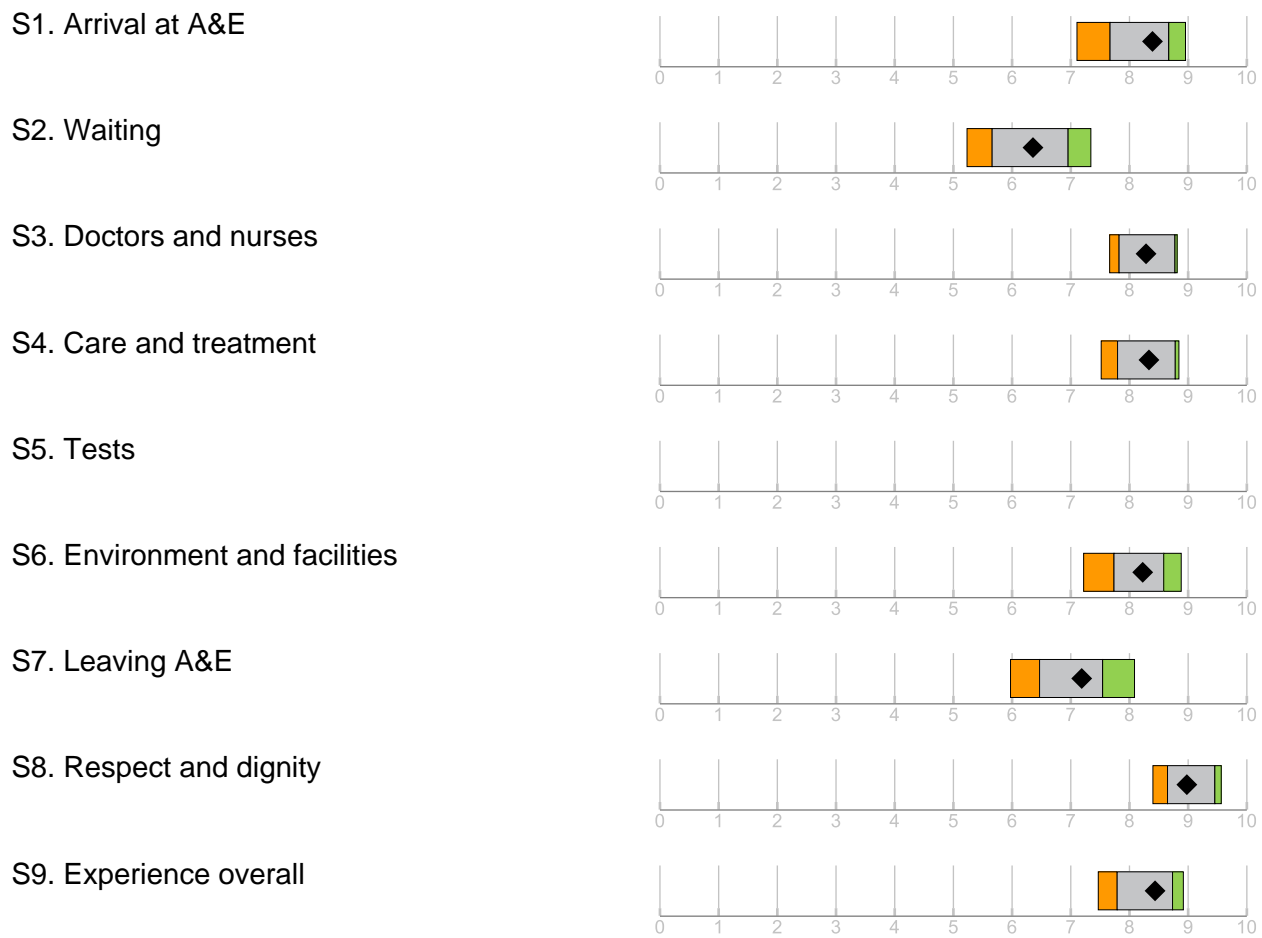 S1. Arrival at A&E
0 1 2 3 4 5 6 7 8 9 10
S2. Waiting
0 1 2 3 4 5 6 7 8 9 10
S3. Doctors and nurses
0 1 2 3 4 5 6 7 8 9 10
S4. Care and treatment
0 1 2 3 4 5 6 7 8 9 10
S5. Tests
0 1 2 3 4 5 6 7 8 9 10
S6. Environment and facilities
0 1 2 3 4 5 6 7 8 9 10
S7. Leaving A&E
0 1 2 3 4 5 6 7 8 9 10
S8. Respect and dignity
0 1 2 3 4 5 6 7 8 9 10
S9. Experience overall
0 1 2 3 4 5 6 7 8 9 10